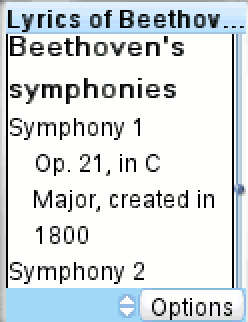 Lyrics of Beethov...
Beethoven's
symphonies
Symphony 1
Op. 21, in C
Major, created in
1800
Symphony 2
Options